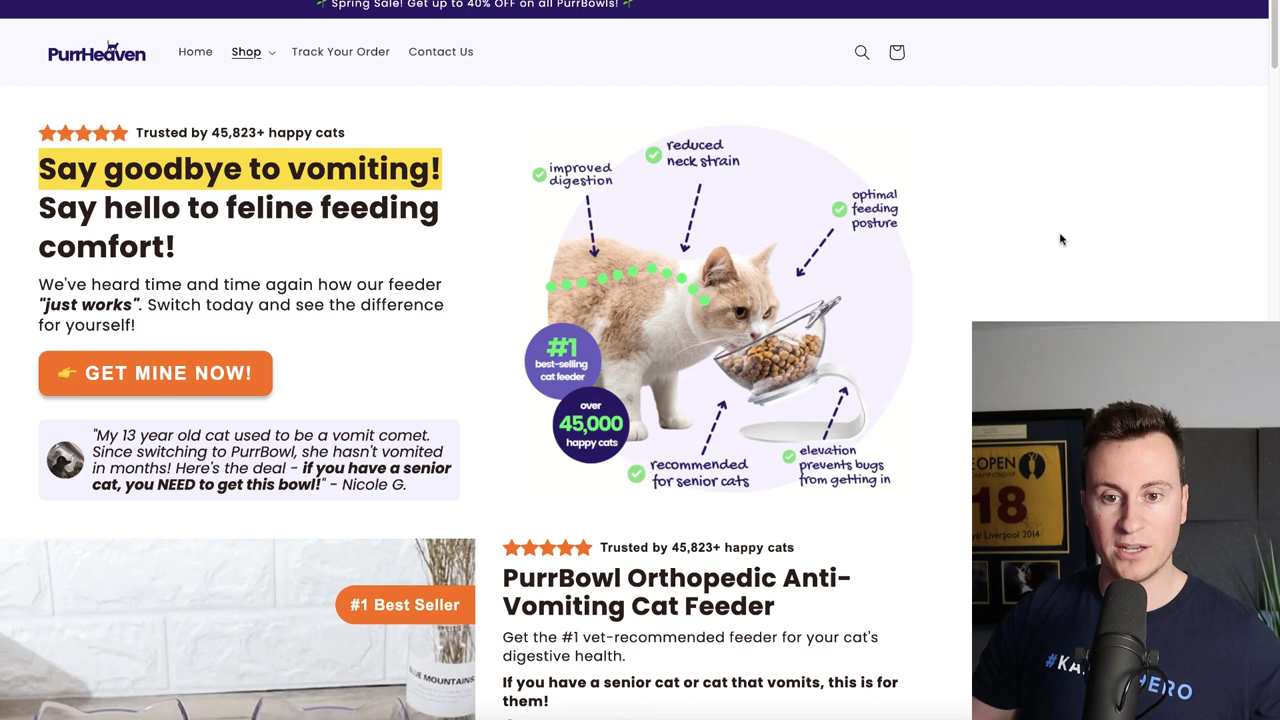 Spring Sale! Get up to 40% OFF on all PurrBowls!
PurrHeaven
Home
Shop
Track Your Order
Contact Us
Trusted by 45,823+ happy cats
Say goodbye to vomiting!
Say hello to feline feeding
comfort!
We've heard time and time again how our feeder
"just works". Switch today and see the difference
for yourself!
👉 GET MINE NOW!
"My 13 year old cat used to be a vomit comet.
Since switching to PurrBowl, she hasn't vomited
in months! Here's the deal - if you have a senior
cat, you NEED to get this bowl!" - Nicole G.
improved
digestion
reduced
neck strain
optimal
feeding
posture
#1
best-selling
cat feeder
over
45,000
happy cats
recommended
for senior cats
elevation
prevents bugs
from getting in
#1 Best Seller
BLUE MOUNTAINS
Trusted by 45,823+ happy cats
PurrBowl Orthopedic Anti-
Vomiting Cat Feeder
Get the #1 vet-recommended feeder for your cat's
digestive health.
If you have a senior cat or cat that vomits, this is for
them!
OPEN
CHAMPIONSHIP
18
Liverpool 2014